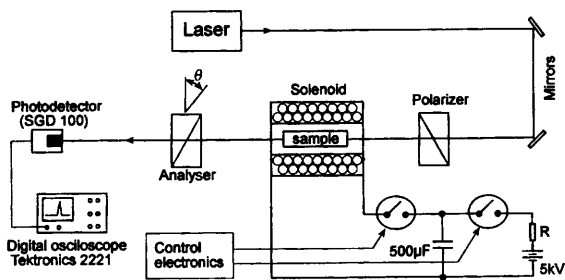 Laser
Mirrors
θ
Solenoid
Polarizer
Photodetector
(SGD 100)
sample
Analyser
Digital osciloscope
Tektronics 2221
Control
electronics
500μF
R
5kV